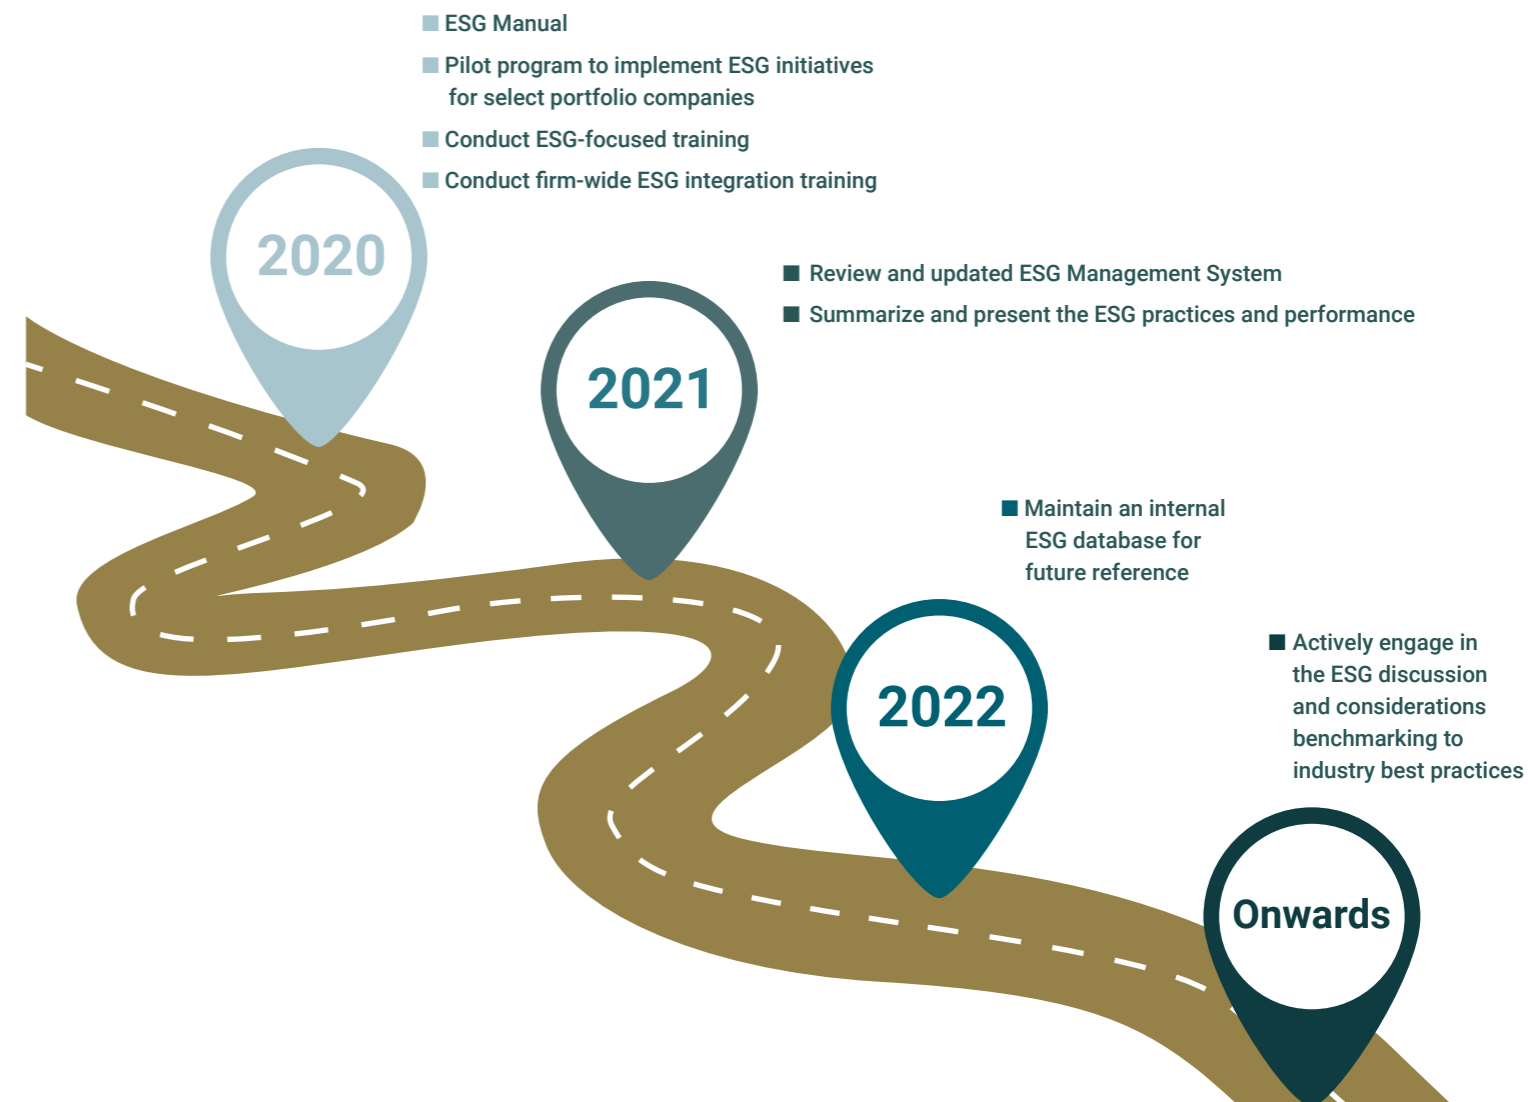 ESG Manual
Pilot program to implement ESG initiatives
for select portfolio companies
Conduct ESG-focused training
Conduct firm-wide ESG integration training
2020
Review and updated ESG Management System
Summarize and present the ESG practices and performance
2021
Maintain an internal
ESG database for
future reference
2022
Actively engage in
the ESG discussion
and considerations
benchmarking to
industry best practices
Onwards